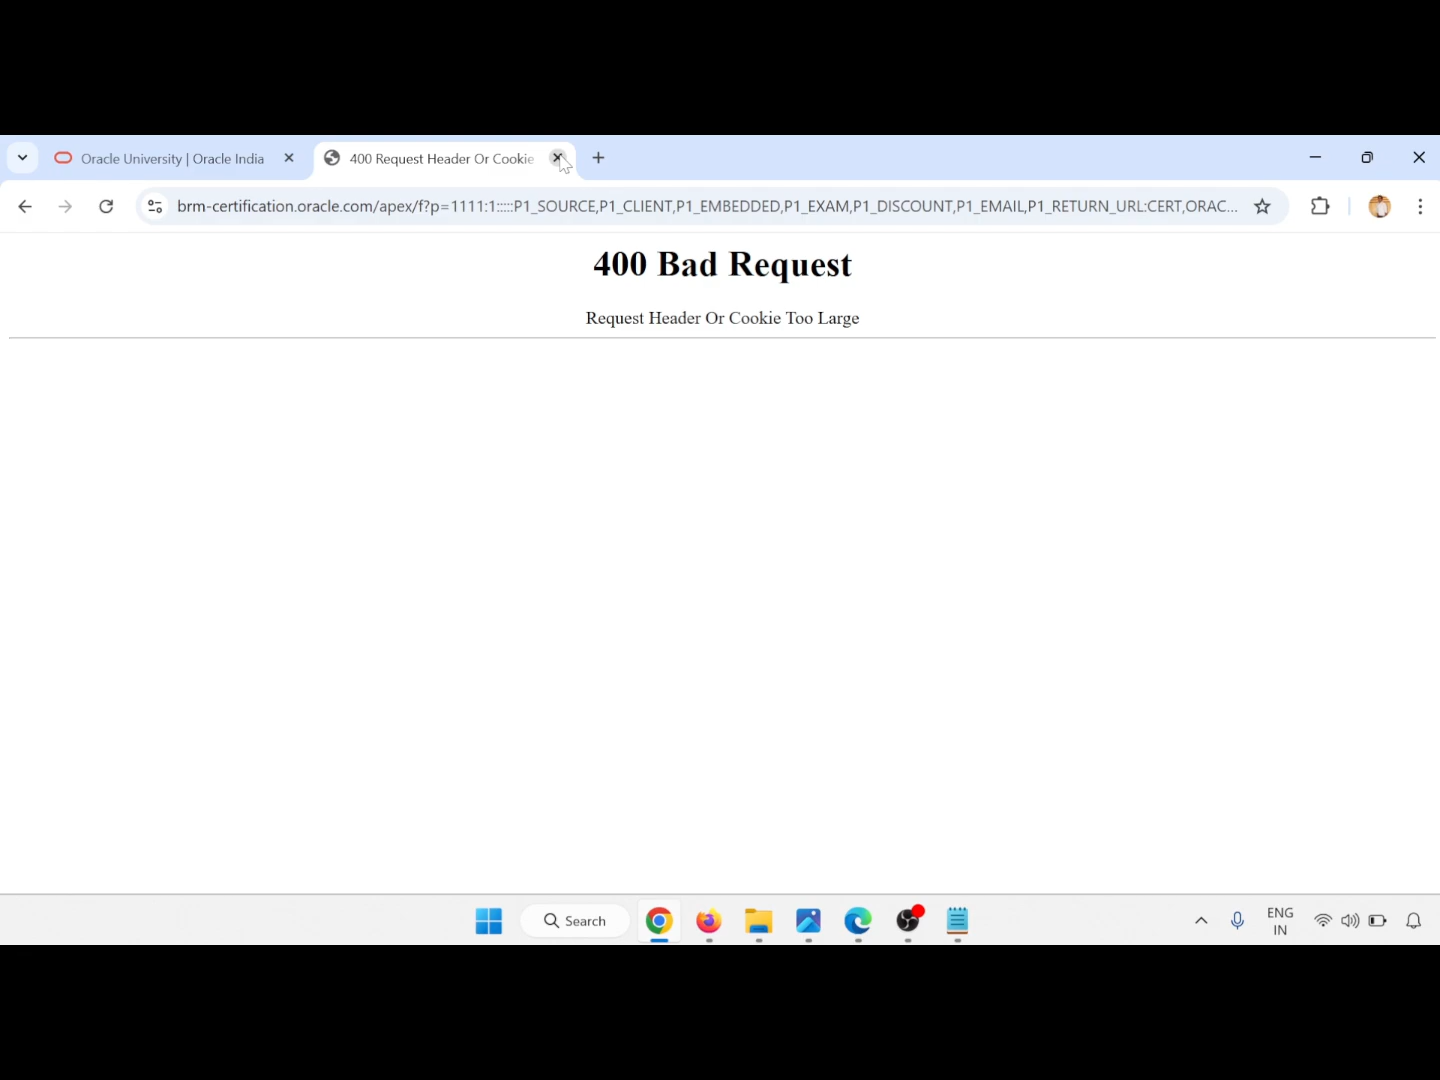 Oracle University | Oracle India
400 Request Header Or Cookie
brm-certification.oracle.com/apex/f?p=1111:1:::::P1_SOURCE,P1_CLIENT,P1_EMBEDDED,P1_EXAM,P1_DISCOUNT,P1_EMAIL,P1_RETURN_URL:CERT,ORAC...
400 Bad Request
Request Header Or Cookie Too Large
Search
ENG
IN